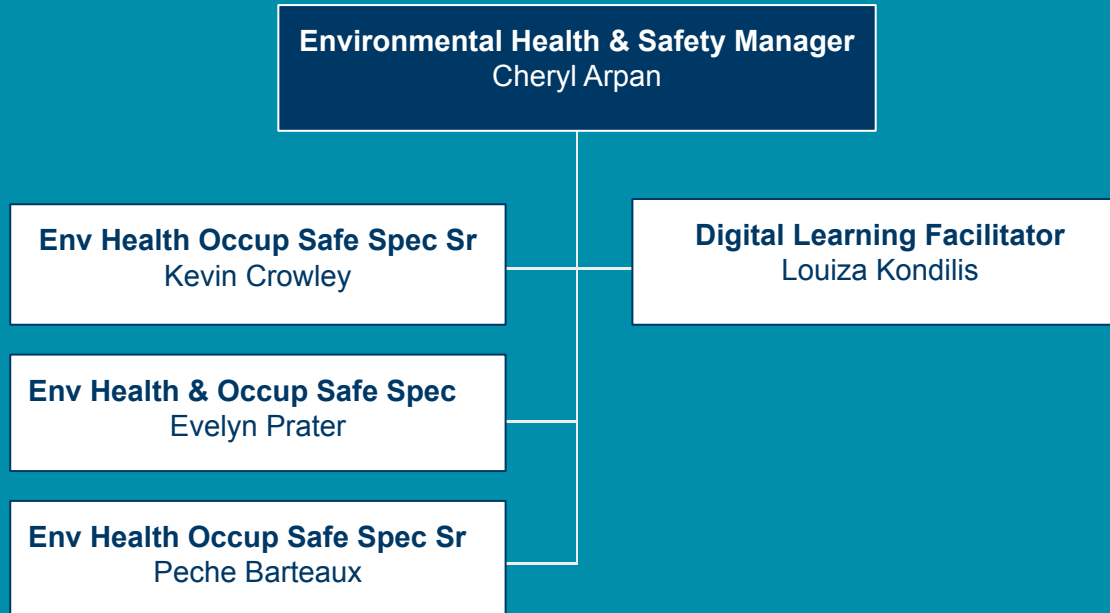 Environmental Health & Safety Manager
Cheryl Arpan
Env Health Occup Safe Spec Sr
Kevin Crowley
Digital Learning Facilitator
Louiza Kondilis
Env Health & Occup Safe Spec
Evelyn Prater
Env Health Occup Safe Spec Sr
Peche Barteaux